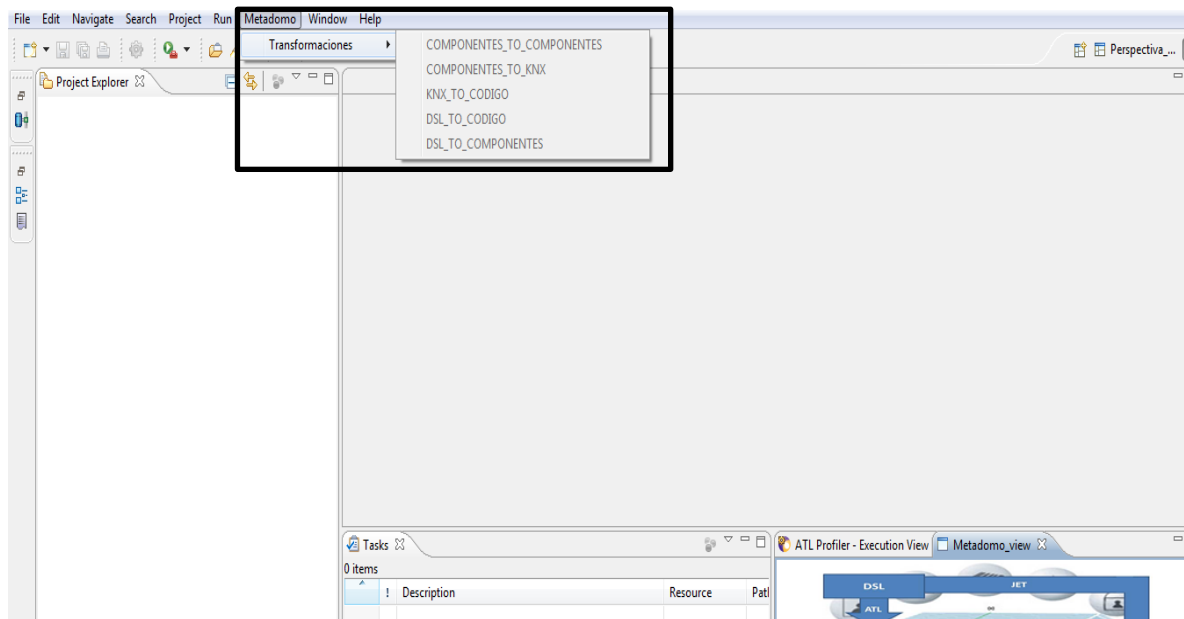 File Edit Navigate Search Project Run Metadomo Window Help
Transformaciones
COMPONENTES_TO_COMPONENTES
COMPONENTES_TO_KNX
KNX_TO_CODIGO
DSL_TO_CODIGO
DSL_TO_COMPONENTES
Perspectiva_...
Project Explorer
Tasks
ATL Profiler - Execution View
Metadomo_view
0 items
! Description Resource Path
DSL
JET
ATL